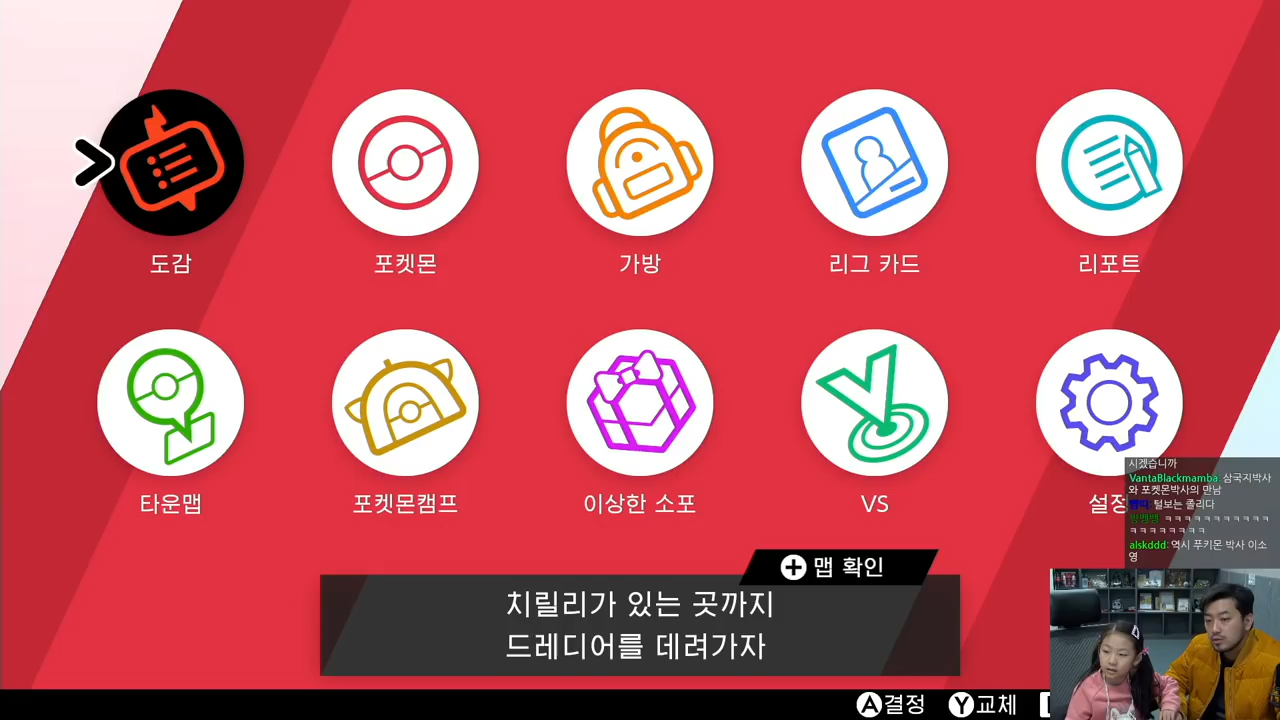 도감
포켓몬
가방
리그 카드
리포트
타운맵
포켓몬캠프
이상한 소포
VS
설정
시겠습니까
VantaBlackmamba: 삼국지박사
와 포켓몬박사의 만남
털보는 졸리다
ㅋㅋㅋㅋㅋㅋㅋㅋㅋㅋㅋ
ㅋㅋㅋㅋㅋㅋㅋㅋ
alskddd: 역시 푸키몬 박사 이소
영
맵 확인
치릴리가 있는 곳까지
드레디어를 데려가자
A 결정
Y 교체